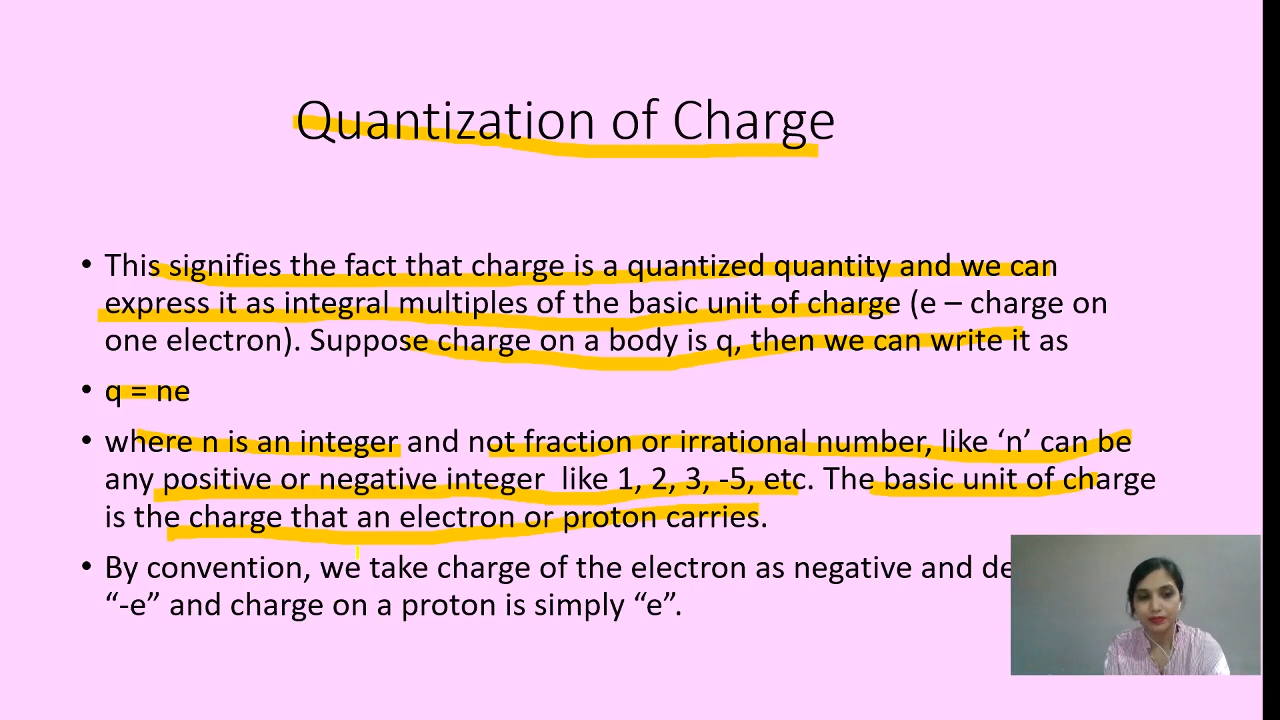 Quantization of Charge
• This signifies the fact that charge is a quantized quantity and we can
express it as integral multiples of the basic unit of charge (e – charge on
one electron). Suppose charge on a body is q, then we can write it as
• q = ne
• where n is an integer and not fraction or irrational number, like ‘n’ can be
any positive or negative integer  like 1, 2, 3, -5, etc. The basic unit of charge
is the charge that an electron or proton carries.
• By convention, we take charge of the electron as negative and de
“-e” and charge on a proton is simply “e”.